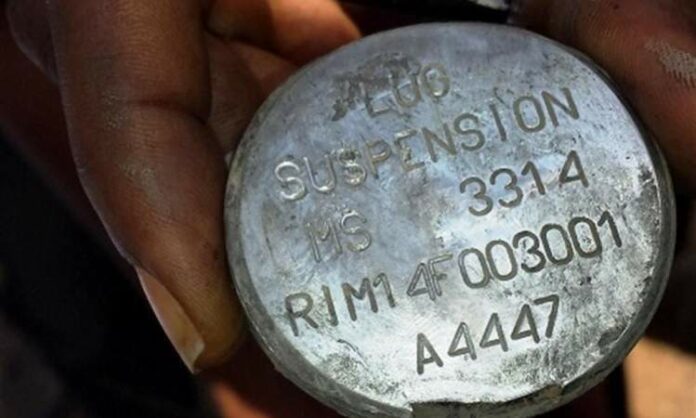 LUG
SUSPENSION
MS 3314
RIM14F003001
A4447